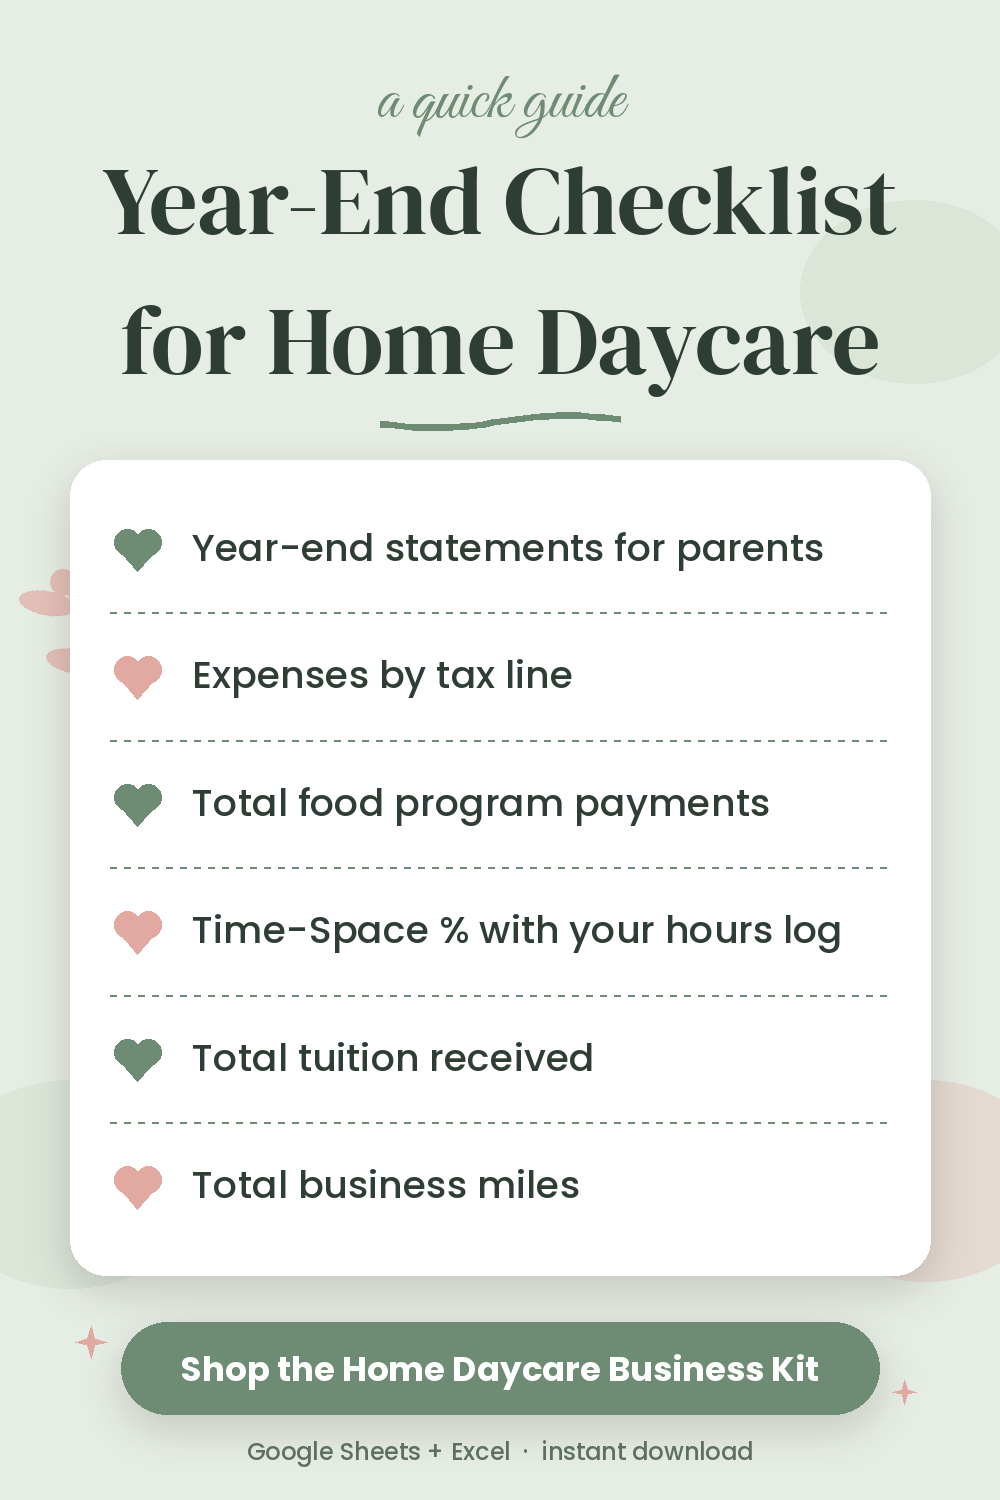 a quick guide
Year-End Checklist
for Home Daycare
Year-end statements for parents
Expenses by tax line
Total food program payments
Time-Space % with your hours log
Total tuition received
Total business miles
Shop the Home Daycare Business Kit
Google Sheets + Excel · instant download